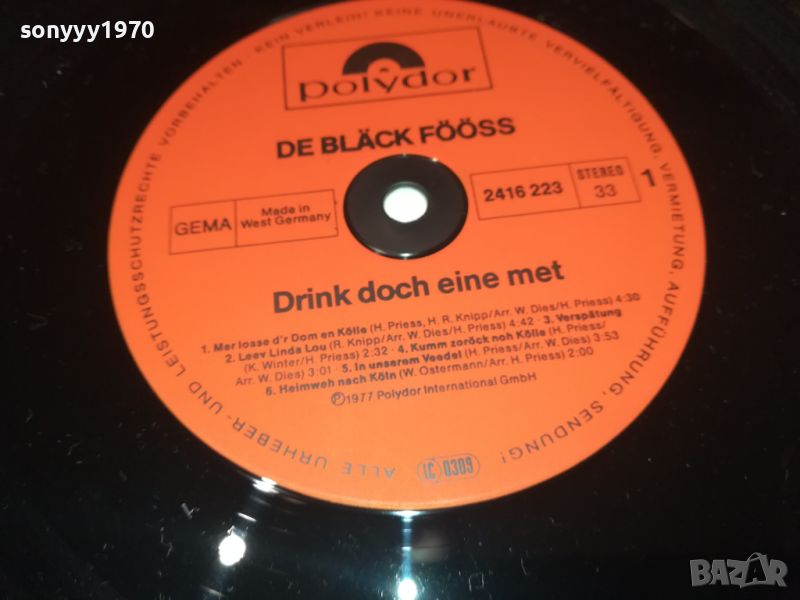 sonyyy1970
polydor
DE BLÄCK FÖÖSS
GEMA
Made in
West Germany
2416 223
STEREO
33
1
Drink doch eine met
1. Mer losse d'r Dom en Kölle (H. Priess, H. R. Knipp/Arr. W. Dies/H. Priess) 4:30
2. Leev Linda Lou (R. Knipp/Arr. W. Dies/H. Priess) 4:42 · 3. Verspätung
(K. Winter/H. Priess) 2:32 · 4. Kumm zoröck noh Kölle (H. Priess/
Arr. W. Dies) 3:01 · 5. In unserem Veedel (H. Priess/Arr. W. Dies) 3:53
6. Heimweh nach Köln (W. Ostermann/Arr. H. Priess) 2:00
Ⓟ1977 Polydor International GmbH
LC 0309
ALLE URHEBER- UND LEISTUNGSSCHUTZRECHTE VORBEHALTEN · KEIN VERLEIH! KEINE UNERLAUBTE VERVIELFÄLTIGUNG, VERMIETUNG, AUFFÜHRUNG, SENDUNG!
BAZAR